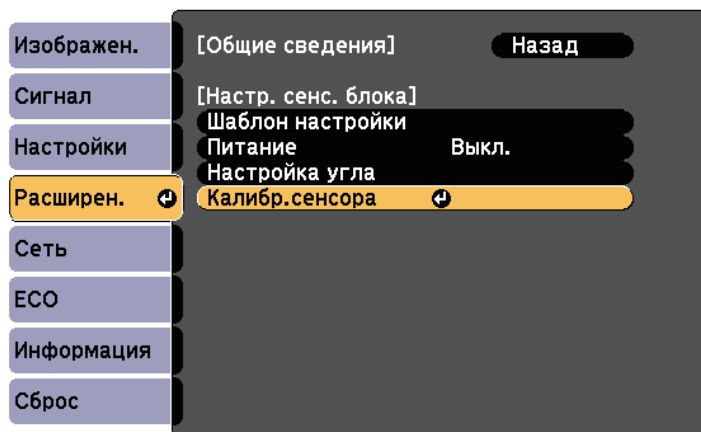 Изображен.
Сигнал
Настройки
Расширен.
Сеть
ECO
Информация
Сброс
[Общие сведения] Назад
[Настр. сенс. блока]
Шаблон настройки
Питание Выкл.
Настройка угла
Калибр.сенсора